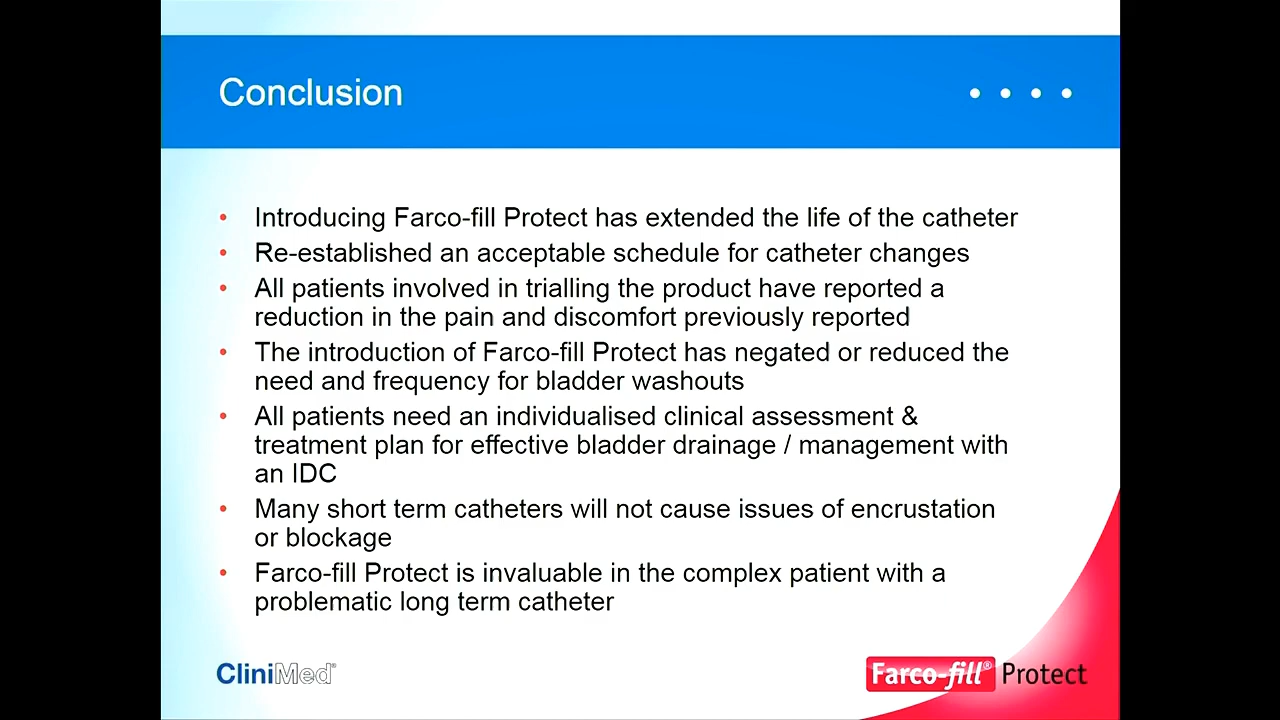 Conclusion
• Introducing Farco-fill Protect has extended the life of the catheter
• Re-established an acceptable schedule for catheter changes
• All patients involved in trialling the product have reported a
reduction in the pain and discomfort previously reported
• The introduction of Farco-fill Protect has negated or reduced the
need and frequency for bladder washouts
• All patients need an individualised clinical assessment &
treatment plan for effective bladder drainage / management with
an IDC
• Many short term catheters will not cause issues of encrustation
or blockage
• Farco-fill Protect is invaluable in the complex patient with a
problematic long term catheter
CliniMed®
Farco-fill® Protect